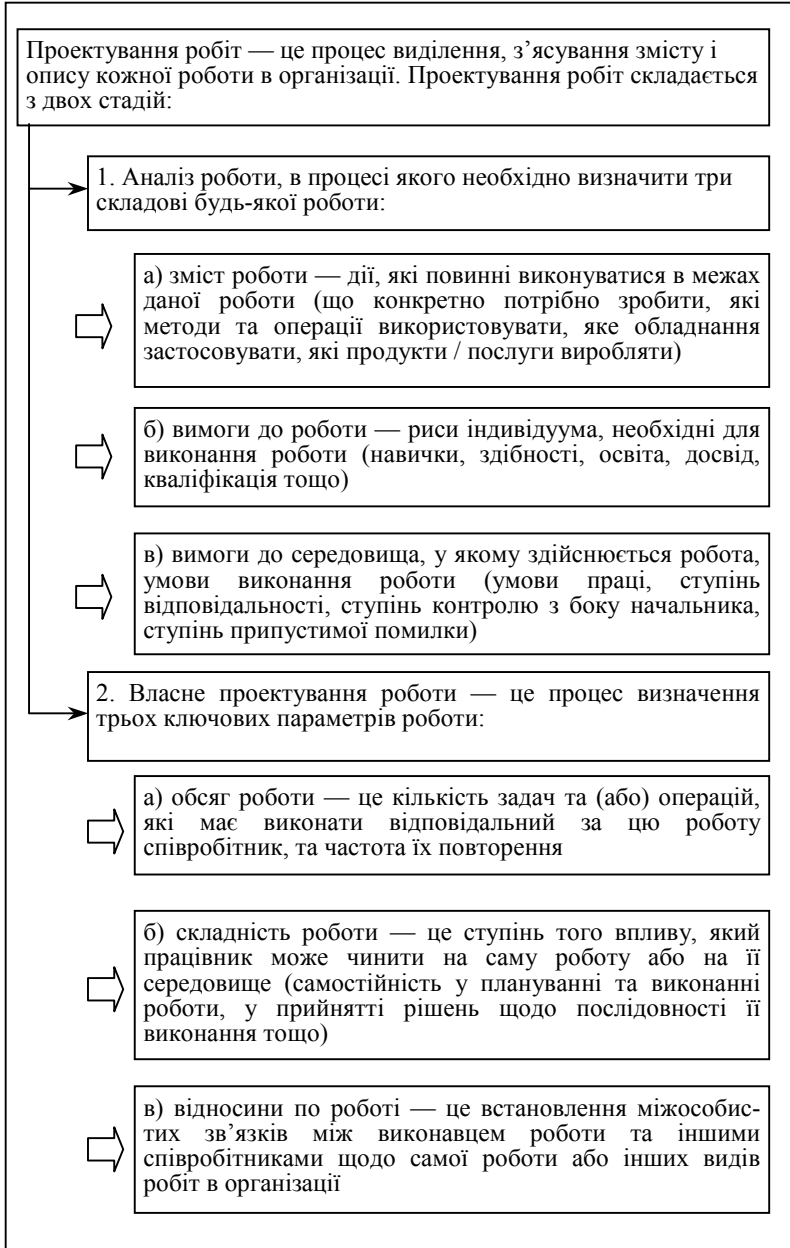 Проектування робіт — це процес виділення, з’ясування змісту і
опису кожної роботи в організації. Проектування робіт складається
з двох стадій:
1. Аналіз роботи, в процесі якого необхідно визначити три
складові будь-якої роботи:
а) зміст роботи — дії, які повинні виконуватися в межах
даної роботи (що конкретно потрібно зробити, які
методи та операції використовувати, яке обладнання
застосовувати, які продукти / послуги виробляти)
б) вимоги до роботи — риси індивідуума, необхідні для
виконання роботи (навички, здібності, освіта, досвід,
кваліфікація тощо)
в) вимоги до середовища, у якому здійснюється робота,
умови виконання роботи (умови праці, ступінь
відповідальності, ступінь контролю з боку начальника,
ступінь припустимої помилки)
2. Власне проектування роботи — це процес визначення
трьох ключових параметрів роботи:
а) обсяг роботи — це кількість задач та (або) операцій,
які має виконати відповідальний за цю роботу
співробітник, та частота їх повторення
б) складність роботи — це ступінь того впливу, який
працівник може чинити на саму роботу або на її
середовище (самостійність у плануванні та виконанні
роботи, у прийнятті рішень щодо послідовності її
виконання тощо)
в) відносини по роботі — це встановлення міжособис-
тих зв’язків між виконавцем роботи та іншими
співробітниками щодо самої роботи або інших видів
робіт в організації